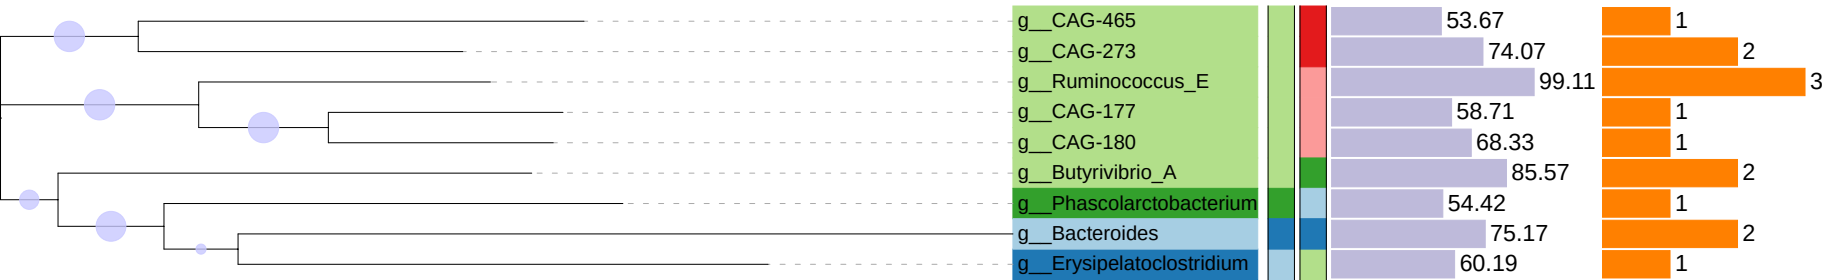 g__CAG-465 53.67 1
g__CAG-273 74.07 2
g__Ruminococcus_E 99.11 3
g__CAG-177 58.71 1
g__CAG-180 68.33 1
g__Butyrivibrio_A 85.57 2
g__Phascolarctobacterium 54.42 1
g__Bacteroides 75.17 2
g__Erysipelatoclostridium 60.19 1